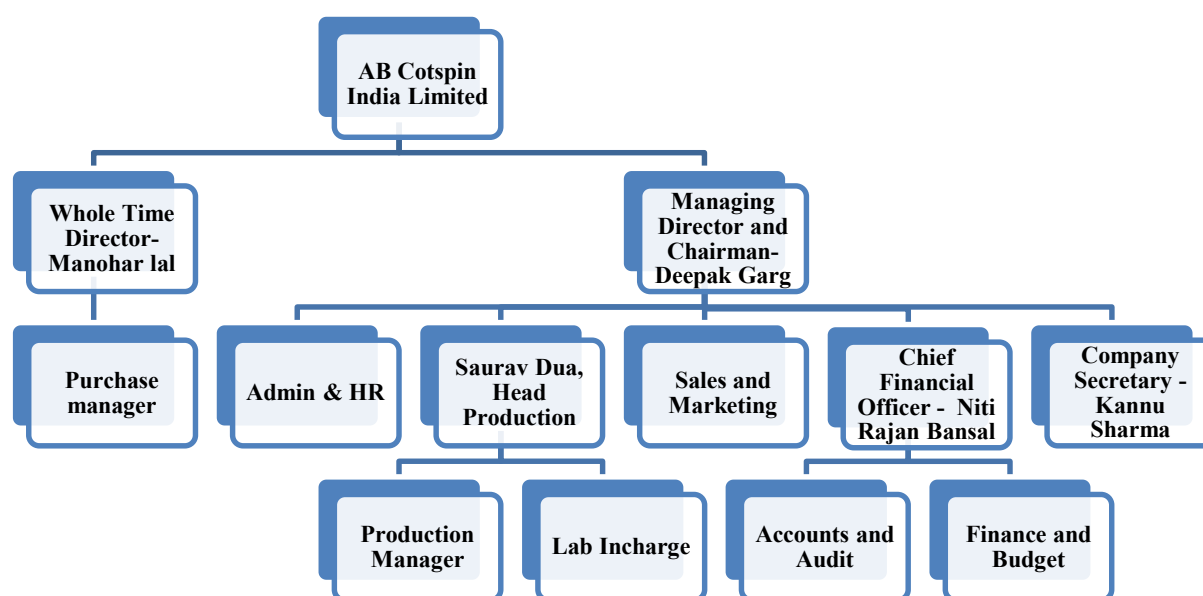 AB Cotspin
India Limited
Whole Time
Director-
Manohar lal
Managing
Director and
Chairman-
Deepak Garg
Purchase
manager
Admin & HR
Saurav Dua,
Head
Production
Sales and
Marketing
Chief
Financial
Officer - Niti
Rajan Bansal
Company
Secretary -
Kannu
Sharma
Production
Manager
Lab Incharge
Accounts and
Audit
Finance and
Budget